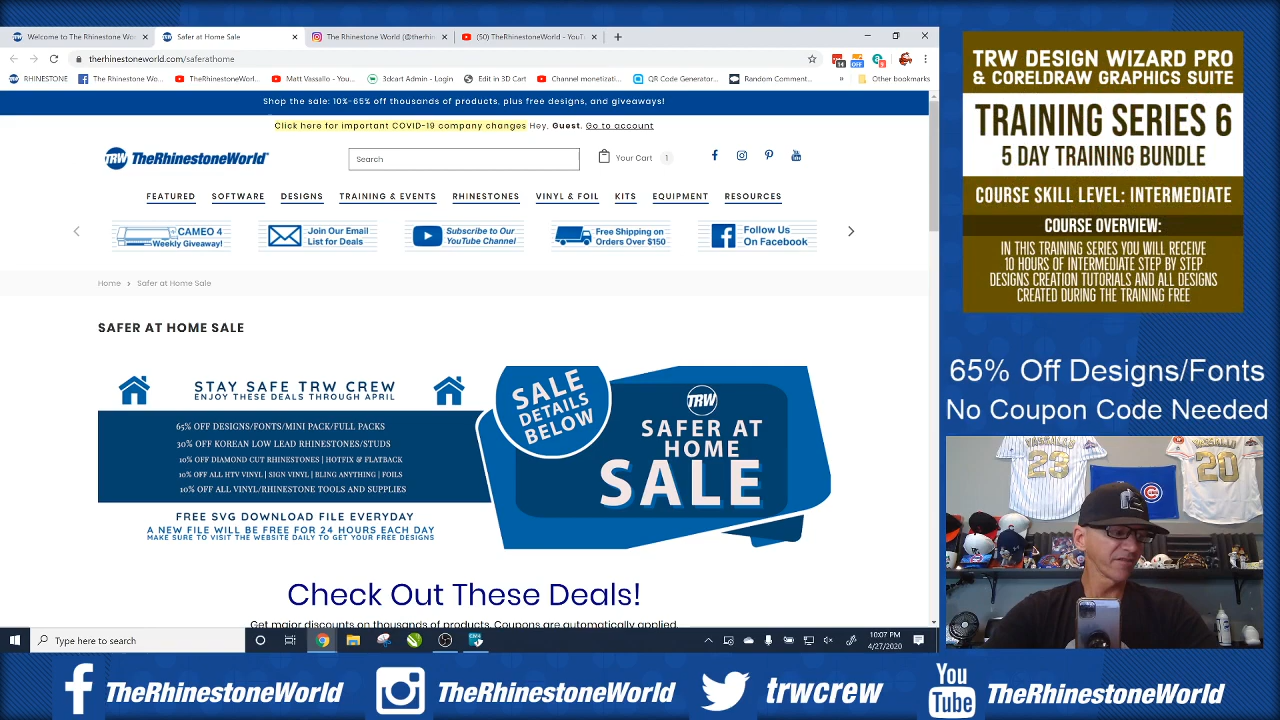 Welcome to The Rhinestone Wo
Safer at Home Sale
The Rhinestone World (@therhin
(50) TheRhinestoneWorld - YouT
therhinestoneworld.com/saferathome
RHINESTONE
The Rhinestone Wo...
TheRhinestoneWorl...
Matt Vassallo - You...
3dcart Admin - Login
Edit in 3D Cart
Channel monetizati...
QR Code Generator...
Random Comment...
»
Other bookmarks
Shop the sale: 10%-65% off thousands of products, plus free designs, and giveaways!
Click here for important COVID-19 company changes Hey, Guest. Go to account
TRW TheRhinestoneWorld
Search
Your Cart 1
FEATURED SOFTWARE DESIGNS TRAINING & EVENTS RHINESTONES VINYL & FOIL KITS EQUIPMENT RESOURCES
CAMEO 4
Weekly Giveaway!
Join Our Email
List for Deals
Subscribe to Our
YouTube Channel
Free Shipping on
Orders Over $150
Follow Us
On Facebook
Home > Safer at Home Sale
SAFER AT HOME SALE
STAY SAFE TRW CREW
ENJOY THESE DEALS THROUGH APRIL
65% OFF DESIGNS/FONTS/MINI PACK/FULL PACKS
30% OFF KOREAN LOW LEAD RHINESTONES/STUDS
10% OFF DIAMOND CUT RHINESTONES | HOTFIX & FLATBACK
10% OFF ALL HTV VINYL | SIGN VINYL | BLING ANYTHING | FOILS
10% OFF ALL VINYL/RHINESTONE TOOLS AND SUPPLIES
FREE SVG DOWNLOAD FILE EVERYDAY
A NEW FILE WILL BE FREE FOR 24 HOURS EACH DAY
MAKE SURE TO VISIT THE WEBSITE DAILY TO GET YOUR FREE DESIGNS
SALE
DETAILS
BELOW
TRW
SAFER AT
HOME
SALE
Check Out These Deals!
Get major discounts on thousands of products. Coupons are automatically applied.
Type here to search
10:07 PM
4/27/2020
TRW DESIGN WIZARD PRO
& CORELDRAW GRAPHICS SUITE
TRAINING SERIES 6
5 DAY TRAINING BUNDLE
COURSE SKILL LEVEL: INTERMEDIATE
COURSE OVERVIEW:
IN THIS TRAINING SERIES YOU WILL RECEIVE
10 HOURS OF INTERMEDIATE STEP BY STEP
DESIGNS CREATION TUTORIALS AND ALL DESIGNS
CREATED DURING THE TRAINING FREE
65% Off Designs/Fonts
No Coupon Code Needed
VASSALLO
23
VASSALLO
20
TheRhinestoneWorld
TheRhinestoneWorld
trwcrew
You
Tube
TheRhinestoneWorld